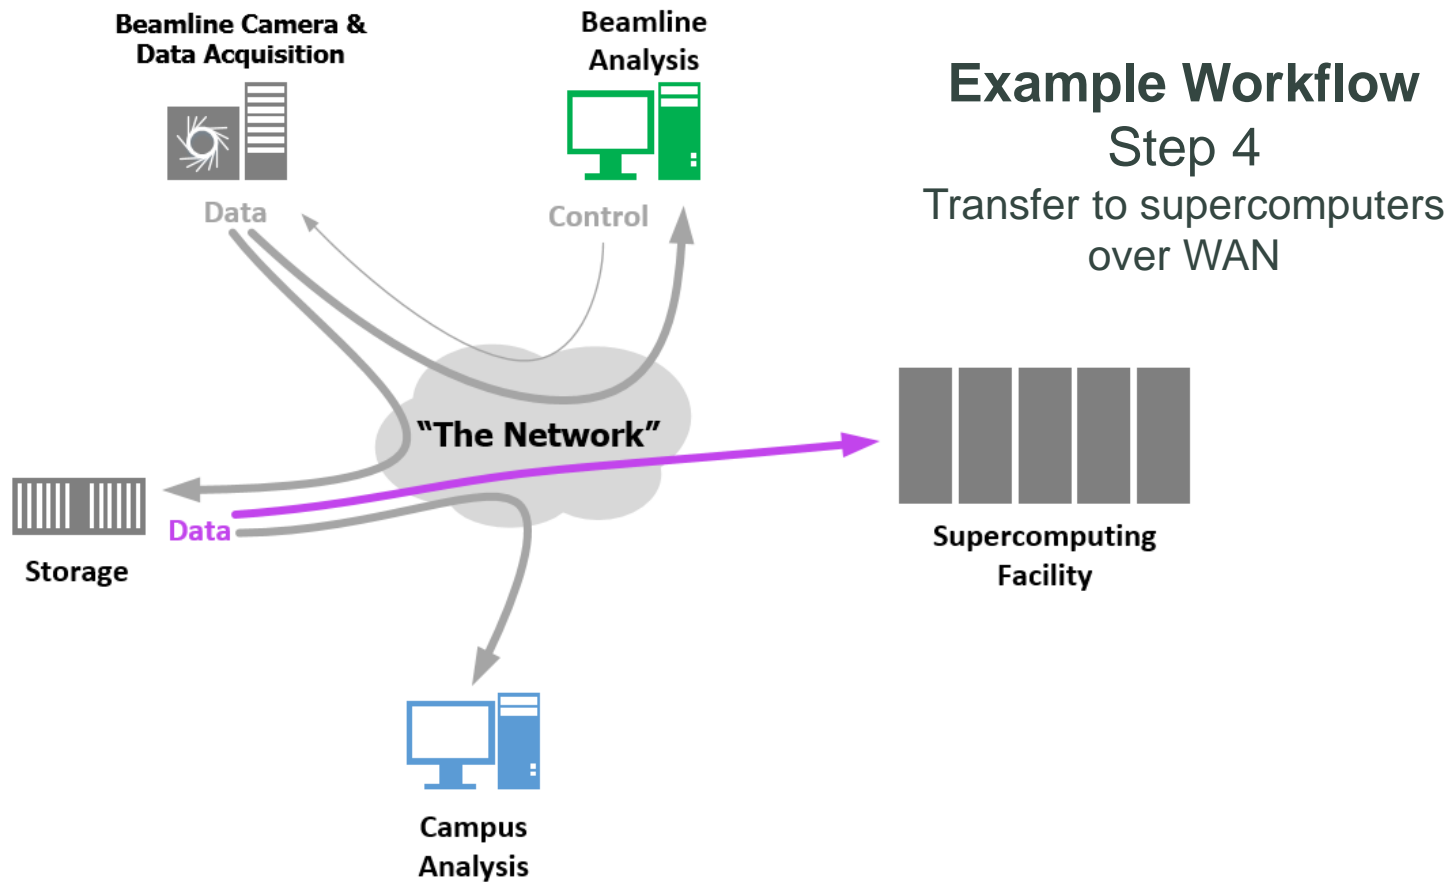 Beamline Camera &
Data Acquisition
Beamline
Analysis
Example Workflow
Step 4
Transfer to supercomputers
over WAN
Data
Control
"The Network"
Data
Storage
Supercomputing
Facility
Campus
Analysis